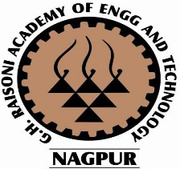 G.H. RAISONI ACADEMY OF ENGG AND TECHNOLOGY
NAGPUR